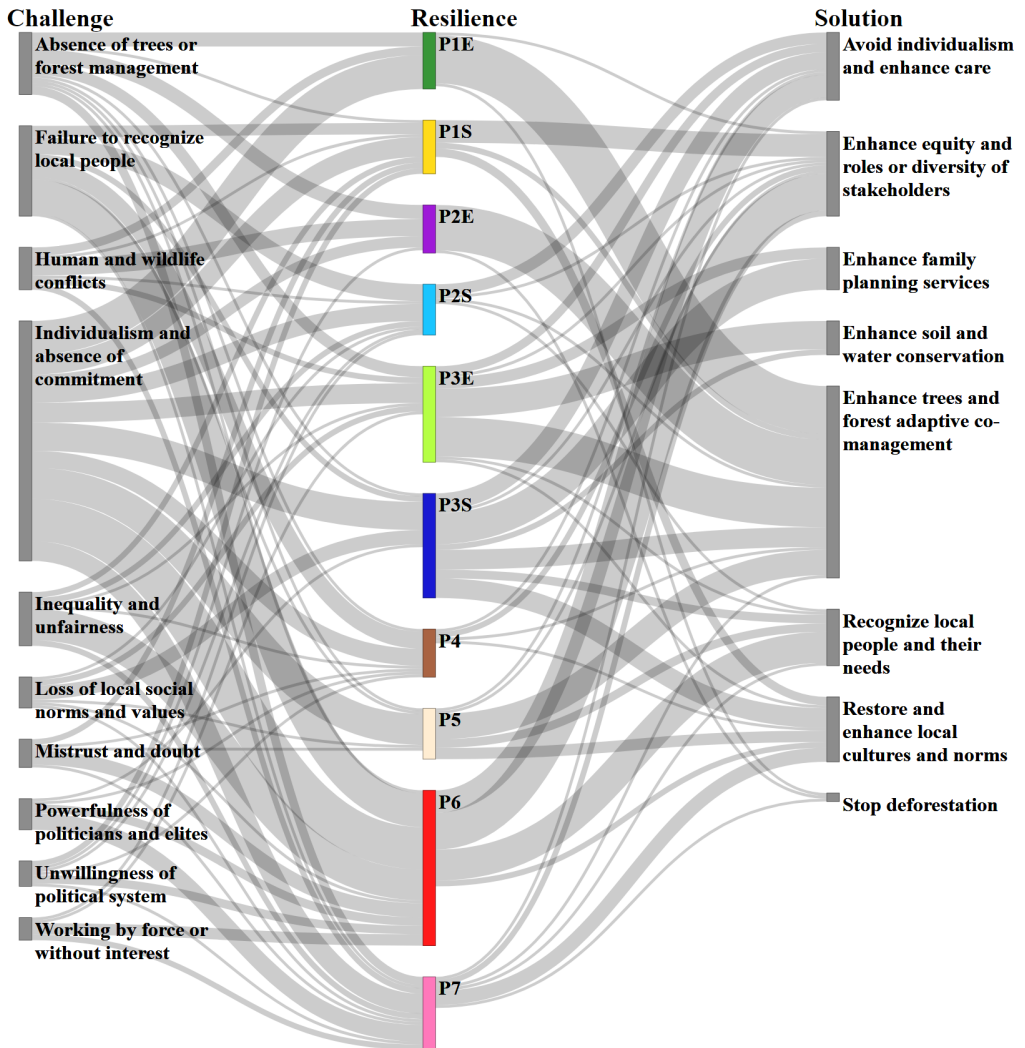 Challenge
Resilience
Solution
Absence of trees or
forest management
Failure to recognize
local people
Human and wildlife
conflicts
Individualism and
absence of
commitment
Inequality and
unfairness
Loss of local social
norms and values
Mistrust and doubt
Powerfulness of
politicians and elites
Unwillingness of
political system
Working by force or
without interest
P1E
P1S
P2E
P2S
P3E
P3S
P4
P5
P6
P7
Avoid individualism
and enhance care
Enhance equity and
roles or diversity of
stakeholders
Enhance family
planning services
Enhance soil and
water conservation
Enhance trees and
forest adaptive co-
management
Recognize local
people and their
needs
Restore and
enhance local
cultures and norms
Stop deforestation